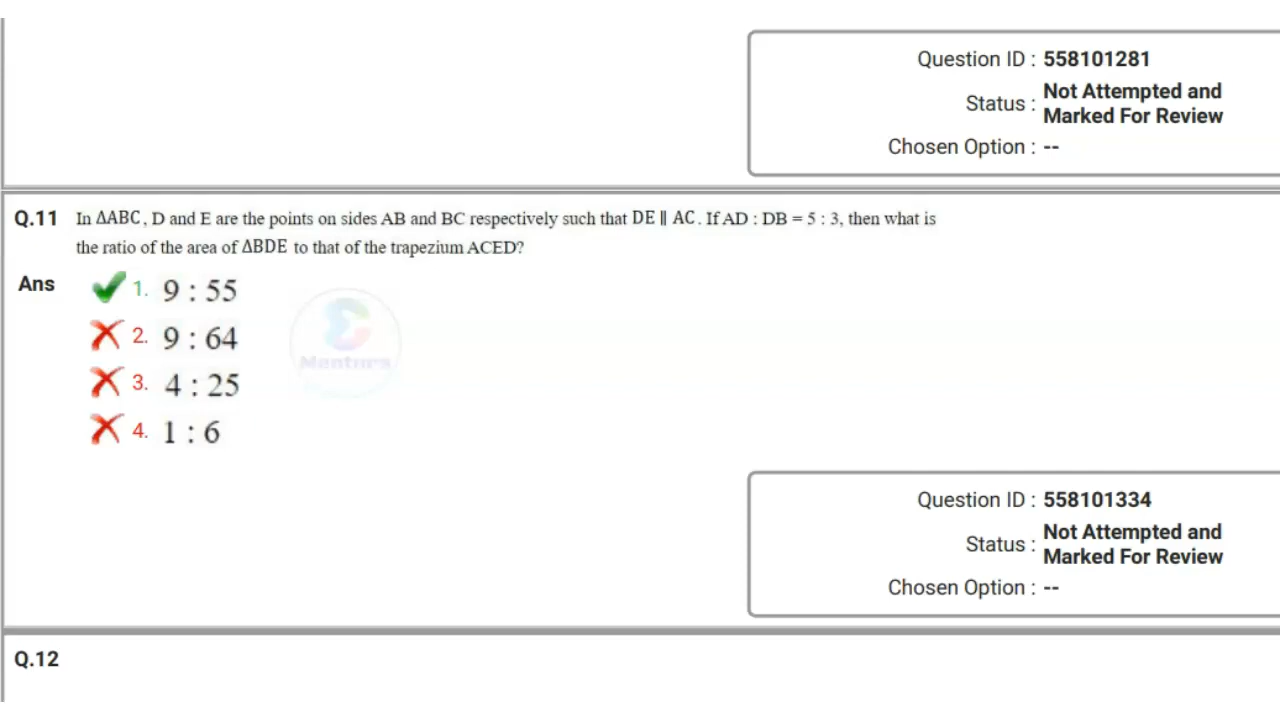 Question ID : 558101281
Status : Not Attempted and
Marked For Review
Chosen Option : --
Q.11 In ΔABC, D and E are the points on sides AB and BC respectively such that DE ∥ AC. If AD : DB = 5 : 3, then what is
the ratio of the area of ΔBDE to that of the trapezium ACED?
Ans 1. 9 : 55
2. 9 : 64
3. 4 : 25
4. 1 : 6
Question ID : 558101334
Status : Not Attempted and
Marked For Review
Chosen Option : --
Q.12